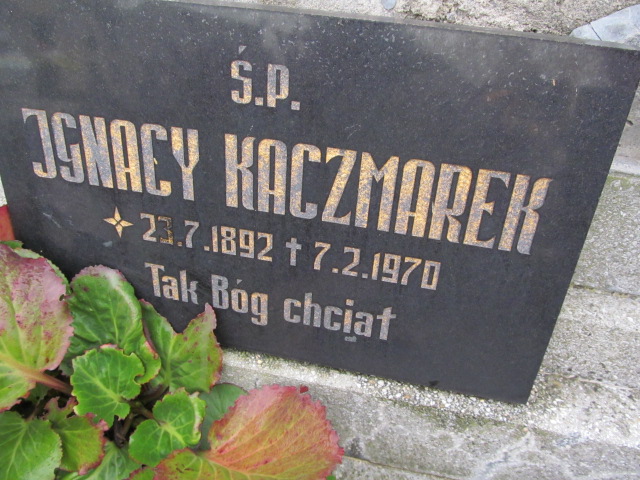 Ś.P.
IGNACY KACZMAREK
23.7.1892 † 7.2.1970
Tak Bóg chciał